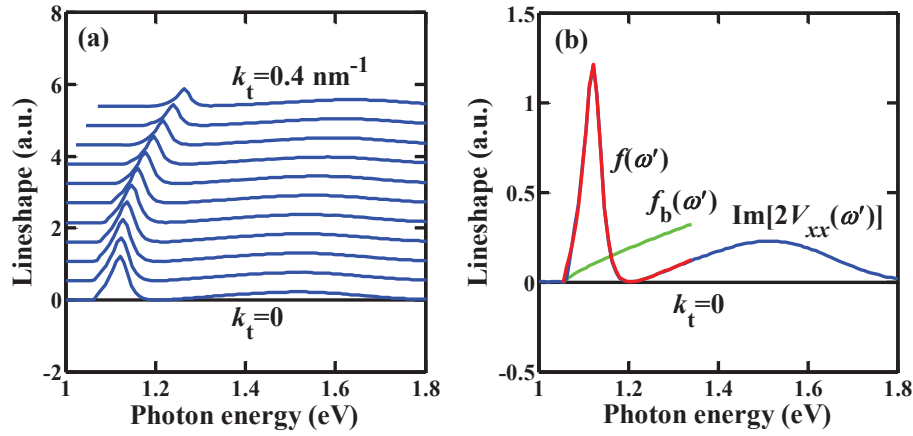 (a)
k_t=0.4 nm^-1
k_t=0
8
6
4
2
0
-2
1
1.2
1.4
1.6
1.8
Lineshape (a.u.)
Photon energy (eV)
(b)
f(ω')
f_b(ω')
Im[2V_xx(ω')]
k_t=0
1.5
1
0.5
0
-0.5
1
1.2
1.4
1.6
1.8
Lineshape (a.u.)
Photon energy (eV)